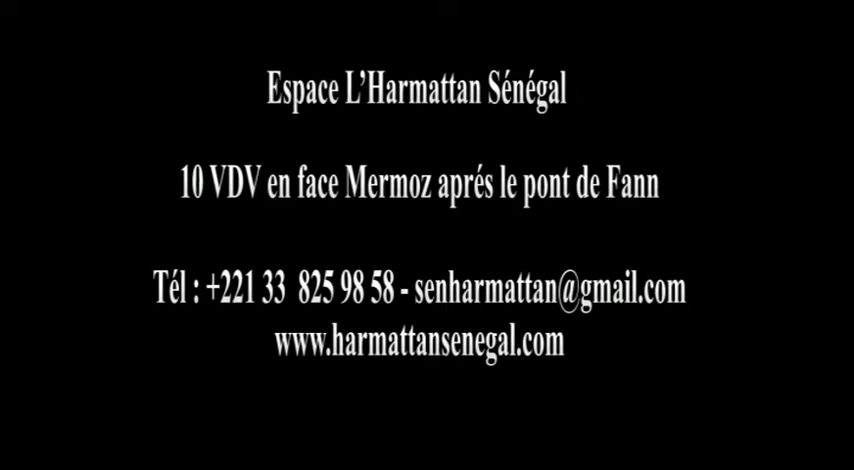 Espace L'Harmattan Sénégal
10 VDV en face Mermoz aprés le pont de Fann
Tél : +221 33 825 98 58 - senharmattan@gmail.com
www.harmattansenegal.com